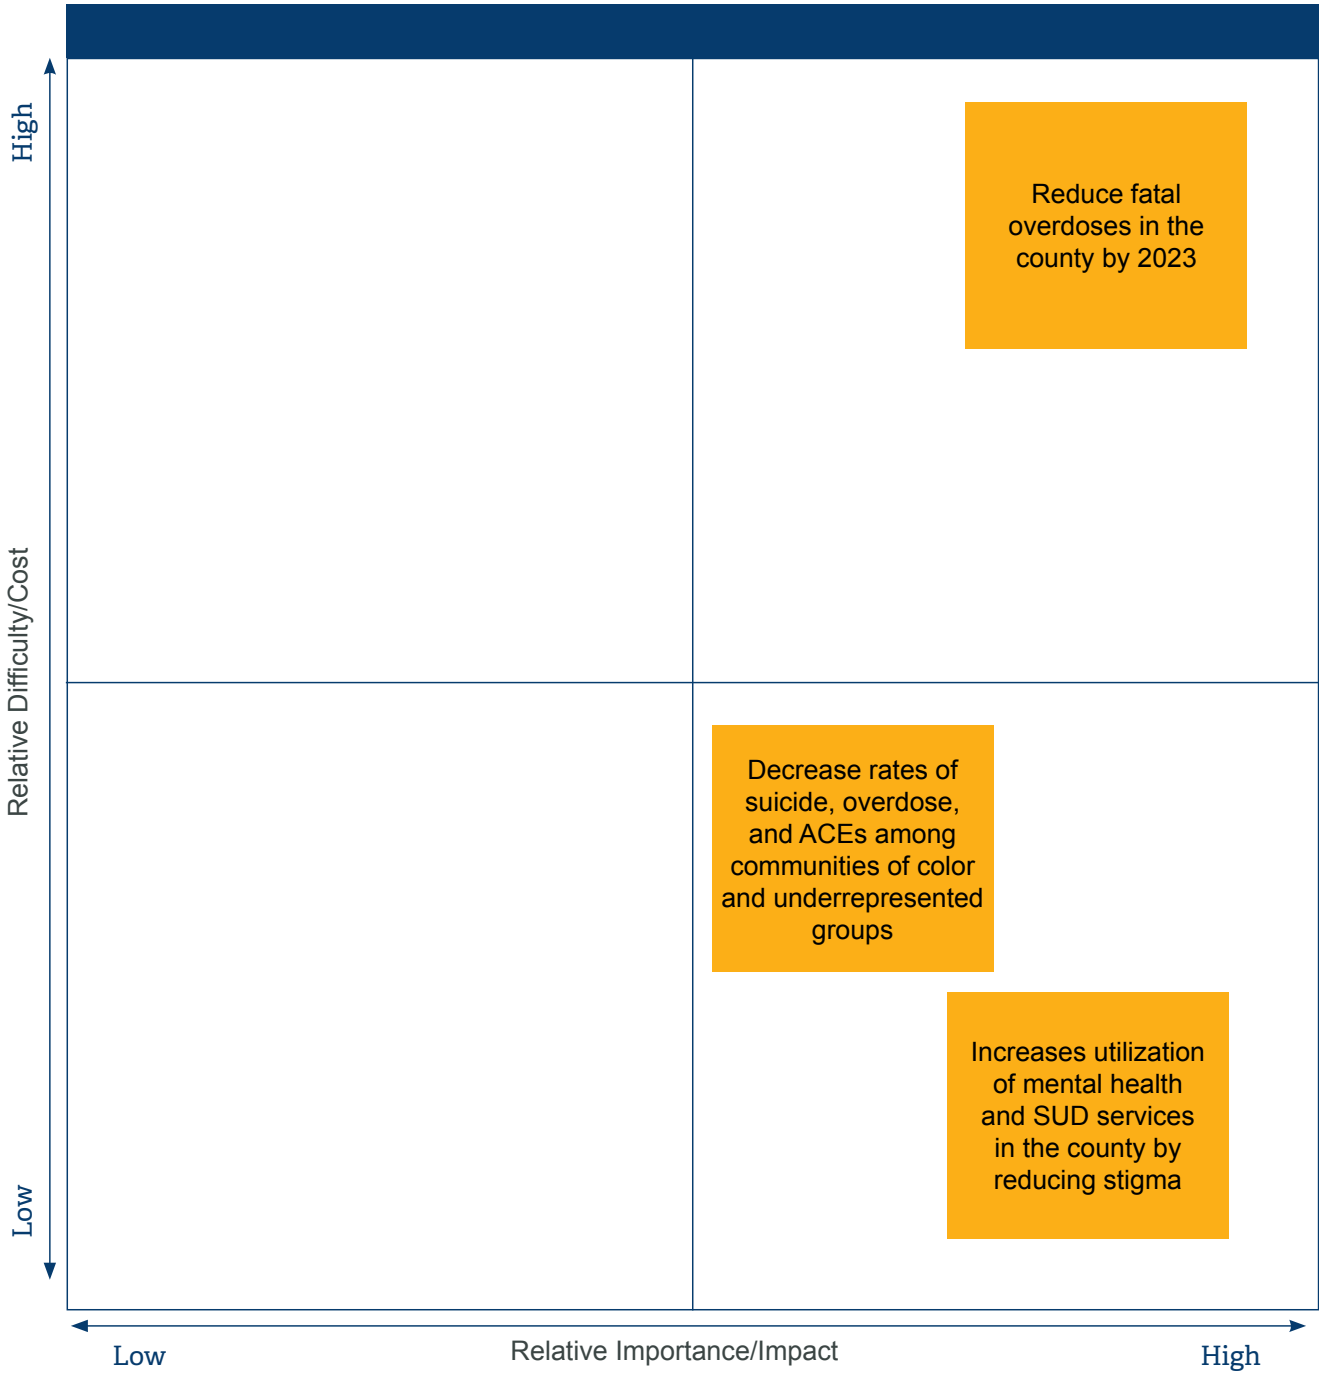 High
Reduce fatal
overdoses in the
county by 2023
Relative Difficulty/Cost
Decrease rates of
suicide, overdose,
and ACEs among
communities of color
and underrepresented
groups
Increases utilization
of mental health
and SUD services
in the county by
reducing stigma
Low
Low
Relative Importance/Impact
High